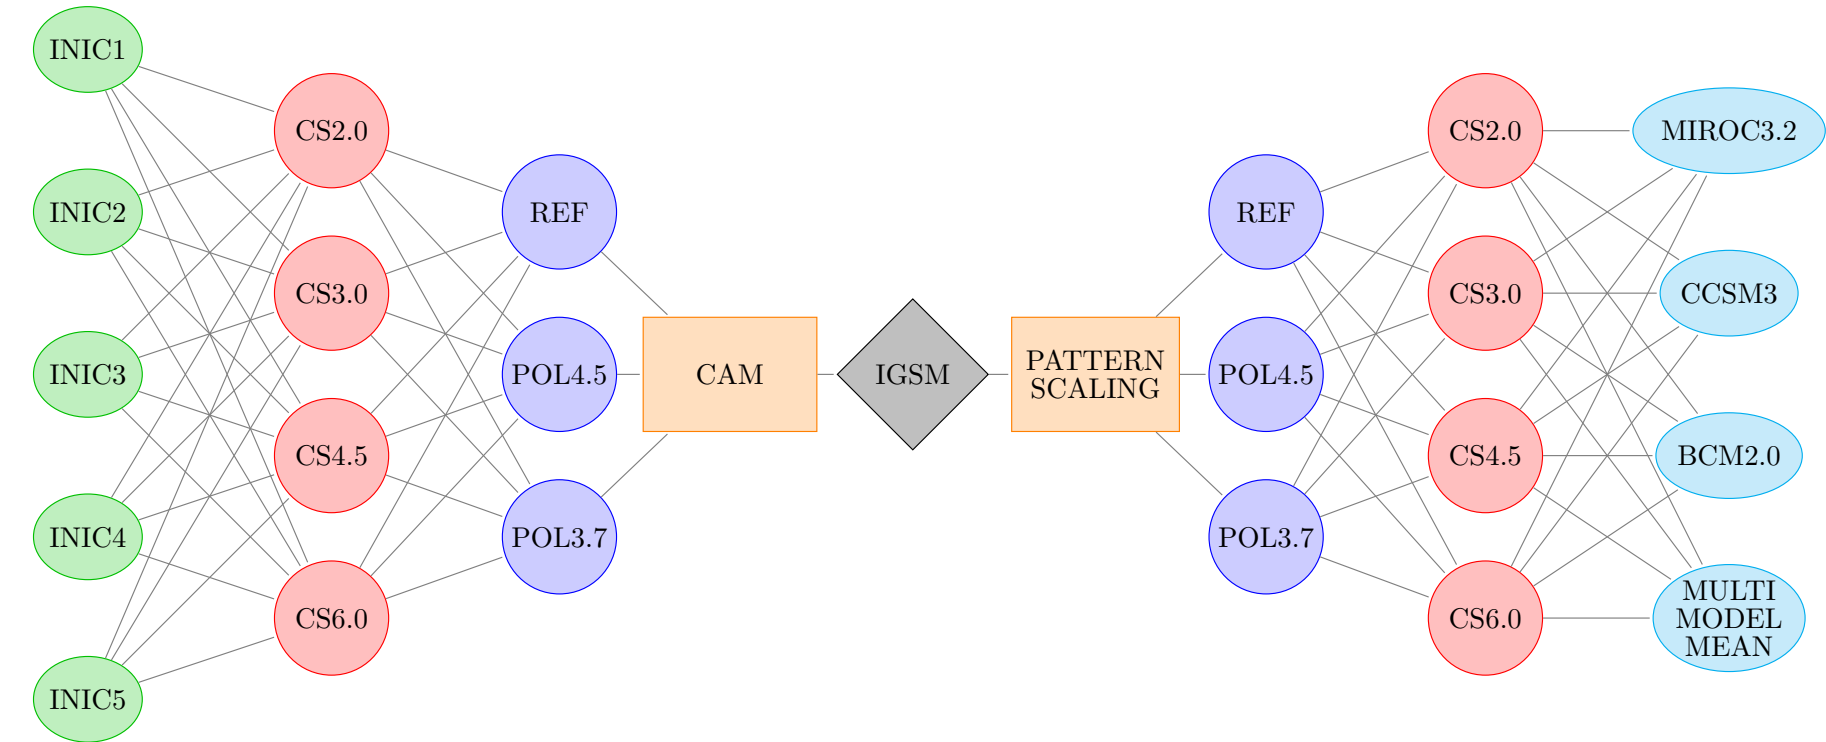 INIC1
INIC2
INIC3
INIC4
INIC5
CS2.0
CS3.0
CS4.5
CS6.0
REF
POL4.5
POL3.7
CAM
IGSM
PATTERN
SCALING
REF
POL4.5
POL3.7
CS2.0
CS3.0
CS4.5
CS6.0
MIROC3.2
CCSM3
BCM2.0
MULTI
MODEL
MEAN